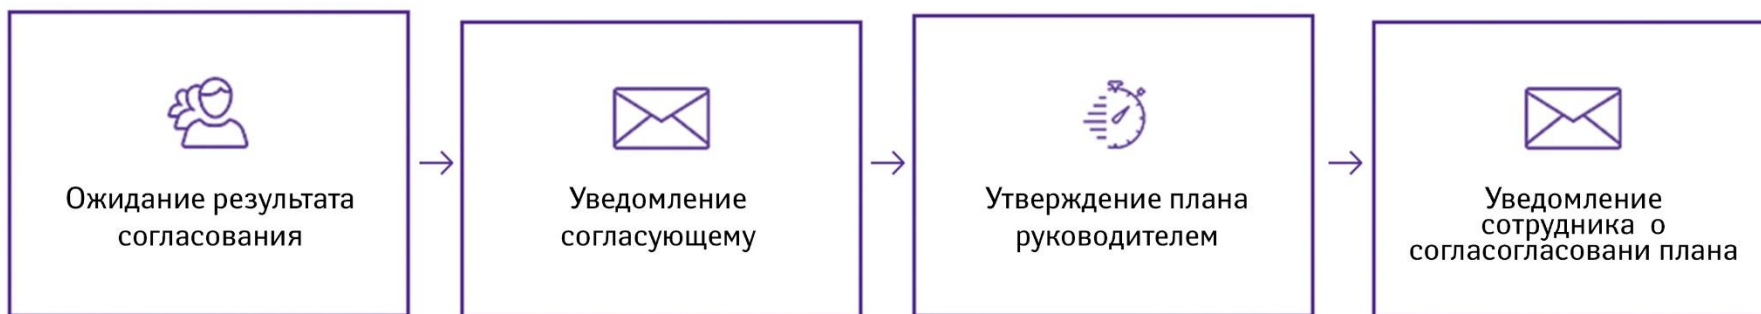 Ожидание результата
согласования
Уведомление
согласующему
Утверждение плана
руководителем
Уведомление
сотрудника о
согласогласовани плана